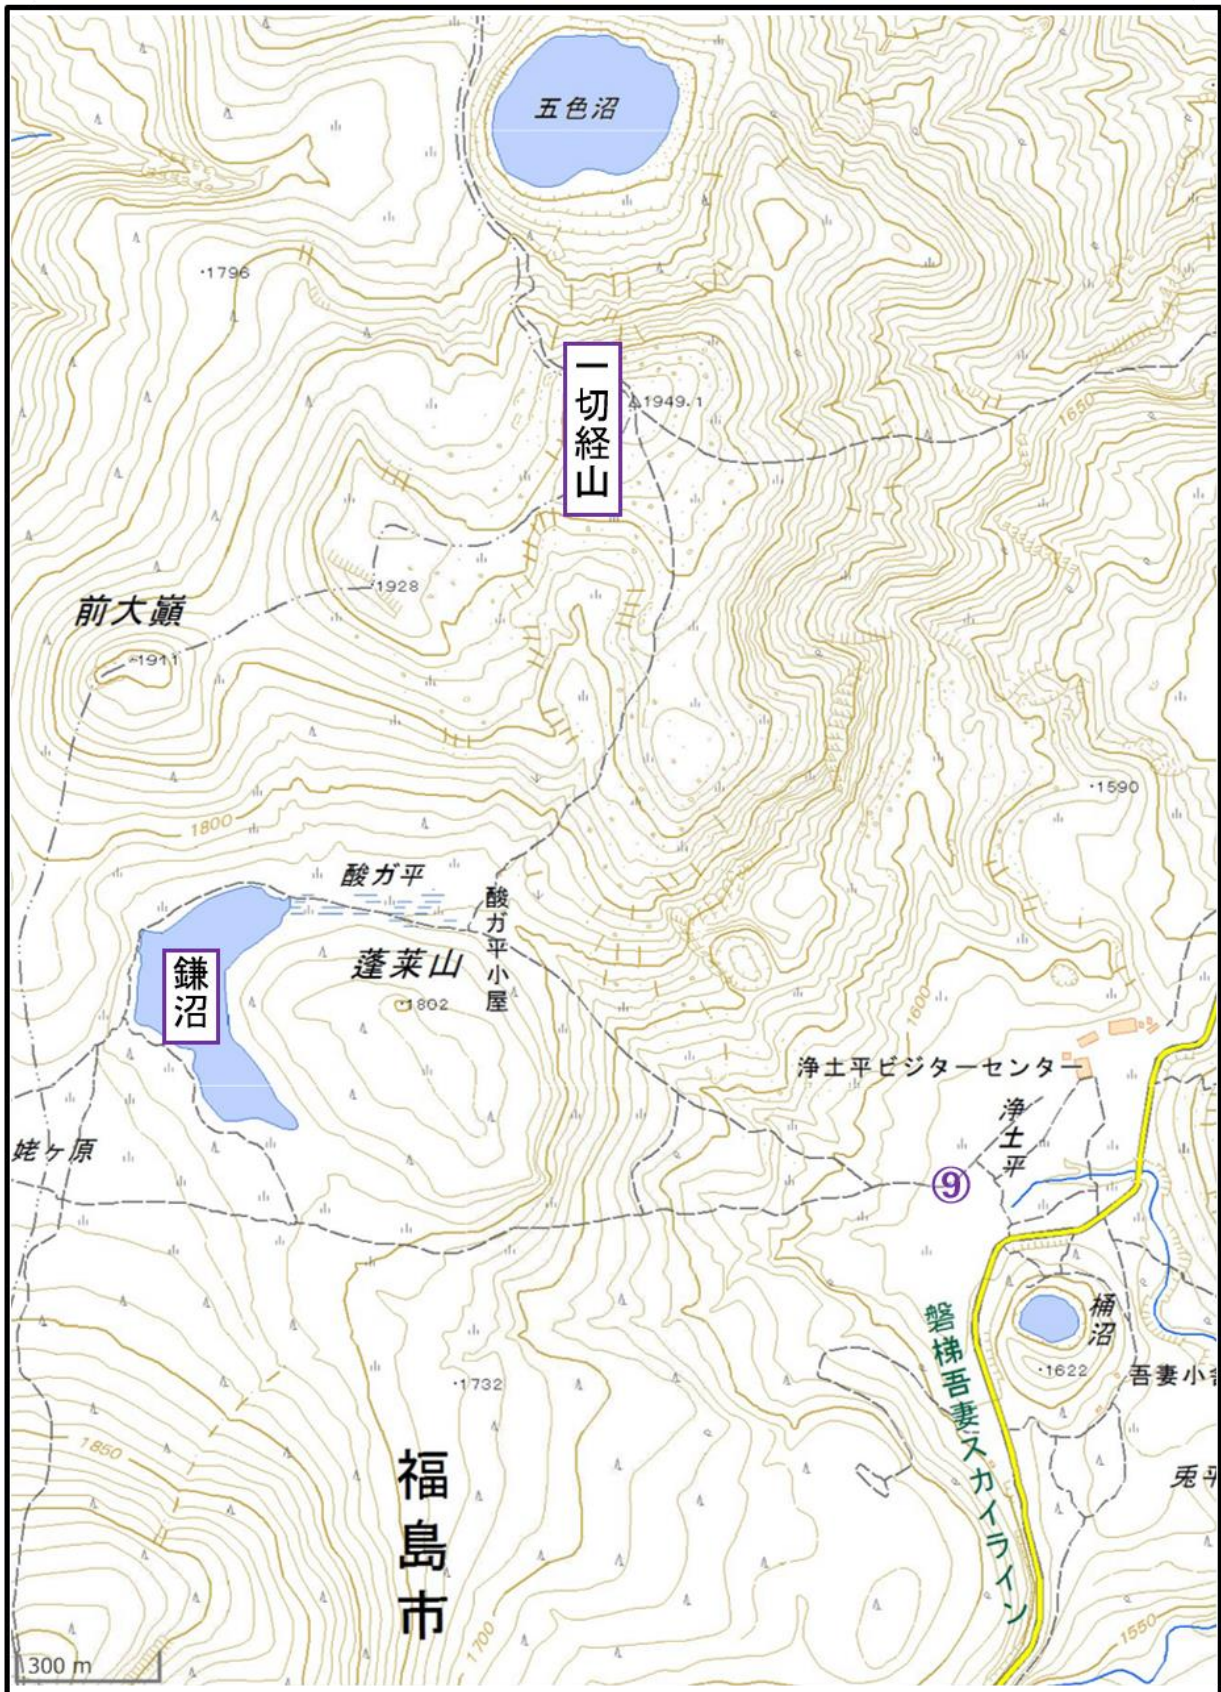 五色沼
1796
一切経山
1949.1
1650
1928
前大巓
1911
1590
1800
酸ガ平
酸ガ平小屋
鎌沼
蓬莱山
1802
1600
浄土平ビジターセンター
浄土平
姥ヶ原
⑨
桶沼
磐梯吾妻スカイライン
1622
吾妻小舎
1732
1850
福島市
兎平
1700
1550
300 m